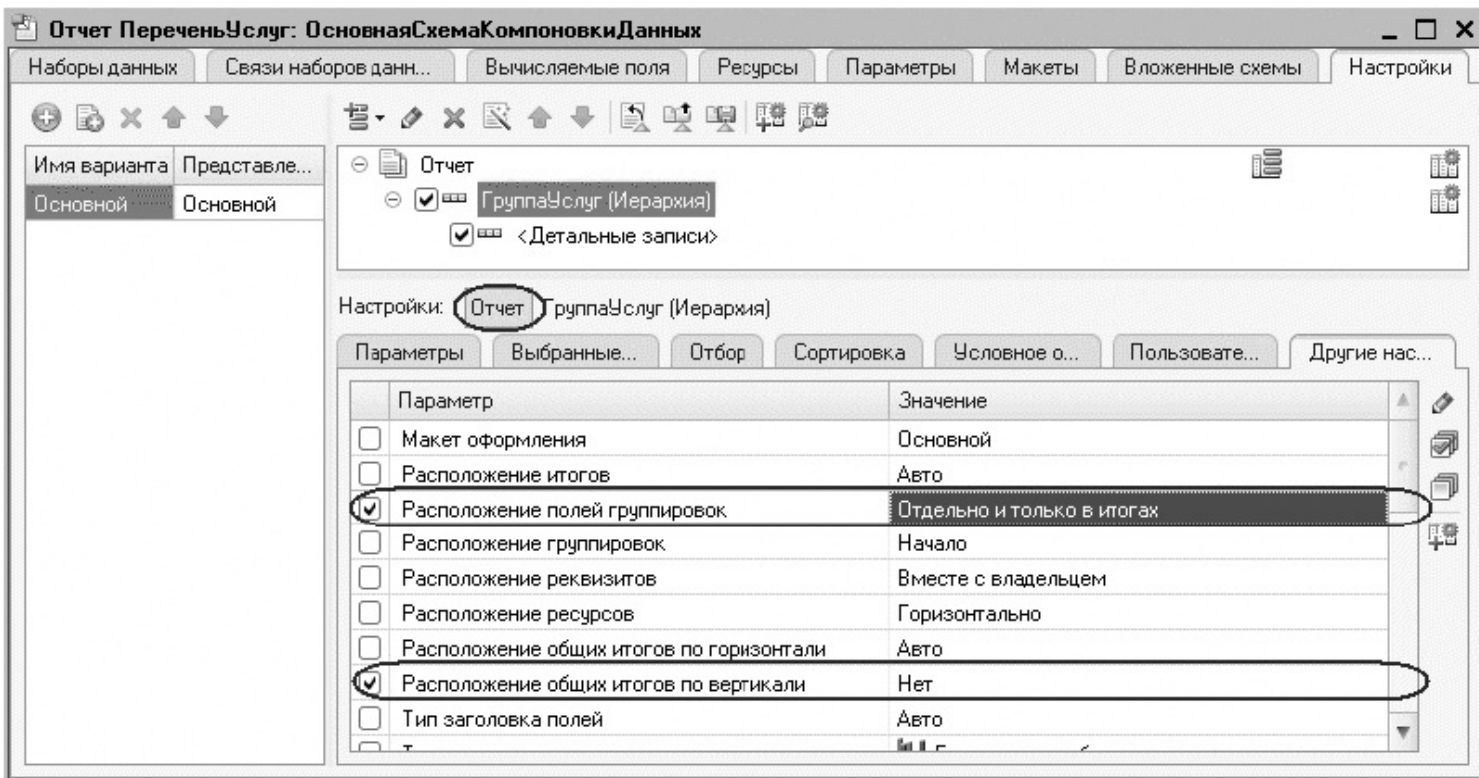 Отчет ПереченьУслуг: ОсновнаяСхемаКомпоновкиДанных
Наборы данных Связи наборов данн... Вычисляемые поля Ресурсы Параметры Макеты Вложенные схемы Настройки
Имя варианта Представле...
Основной Основной
Отчет
ГруппаУслуг (Иерархия)
<Детальные записи>
Настройки: Отчет ГруппаУслуг (Иерархия)
Параметры Выбранные... Отбор Сортировка Условное о... Пользовате... Другие нас...
Параметр Значение
Макет оформления Основной
Расположение итогов Авто
Расположение полей группировок Отдельно и только в итогах
Расположение группировок Начало
Расположение реквизитов Вместе с владельцем
Расположение ресурсов Горизонтально
Расположение общих итогов по горизонтали Авто
Расположение общих итогов по вертикали Нет
Тип заголовка полей Авто